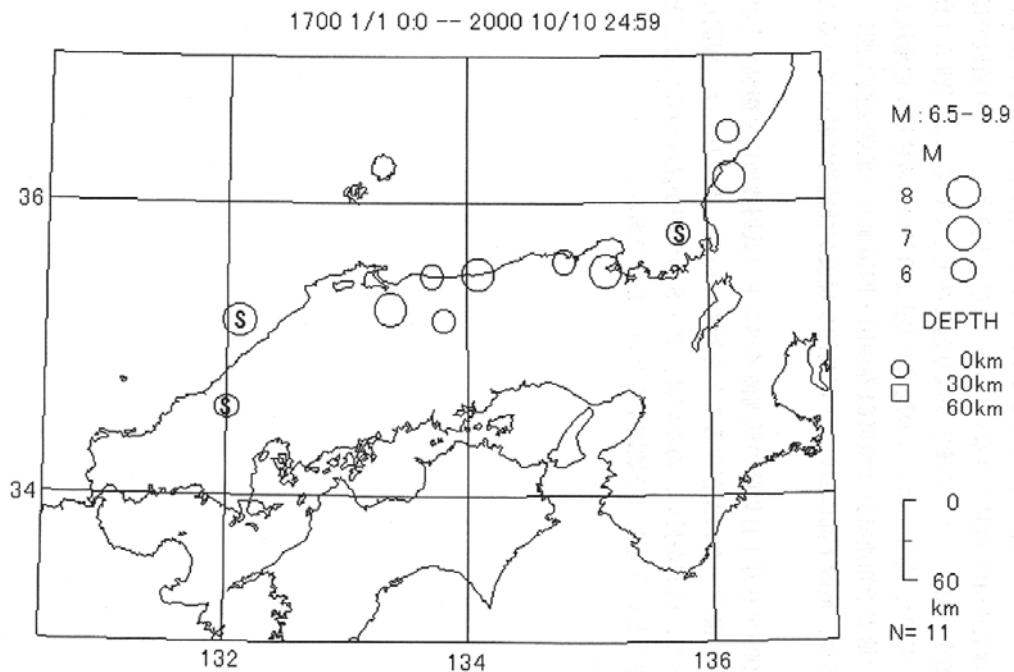 1700 1/1 0:0 -- 2000 10/10 24:59
M : 6.5- 9.9
M
8
7
6
DEPTH
0km
30km
60km
0
60
km
N= 11
36
34
132
134
136
S
S
S